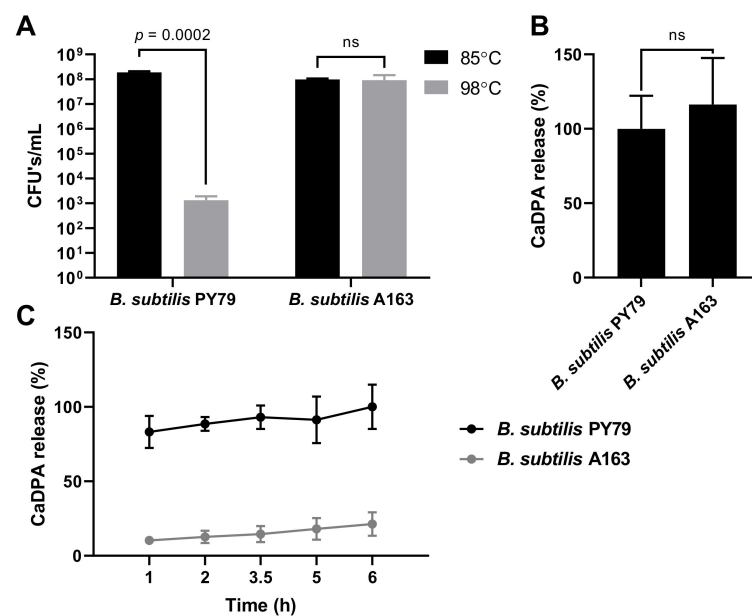 A
p = 0.0002
ns
85°C
98°C
CFU's/mL
10⁹
10⁸
10⁷
10⁶
10⁵
10⁴
10³
10²
10¹
10⁰
B. subtilis PY79
B. subtilis A163
B
ns
CaDPA release (%)
150
100
50
0
B. subtilis PY79
B. subtilis A163
C
CaDPA release (%)
150
100
50
0
1 2 3.5 5 6
Time (h)
B. subtilis PY79
B. subtilis A163